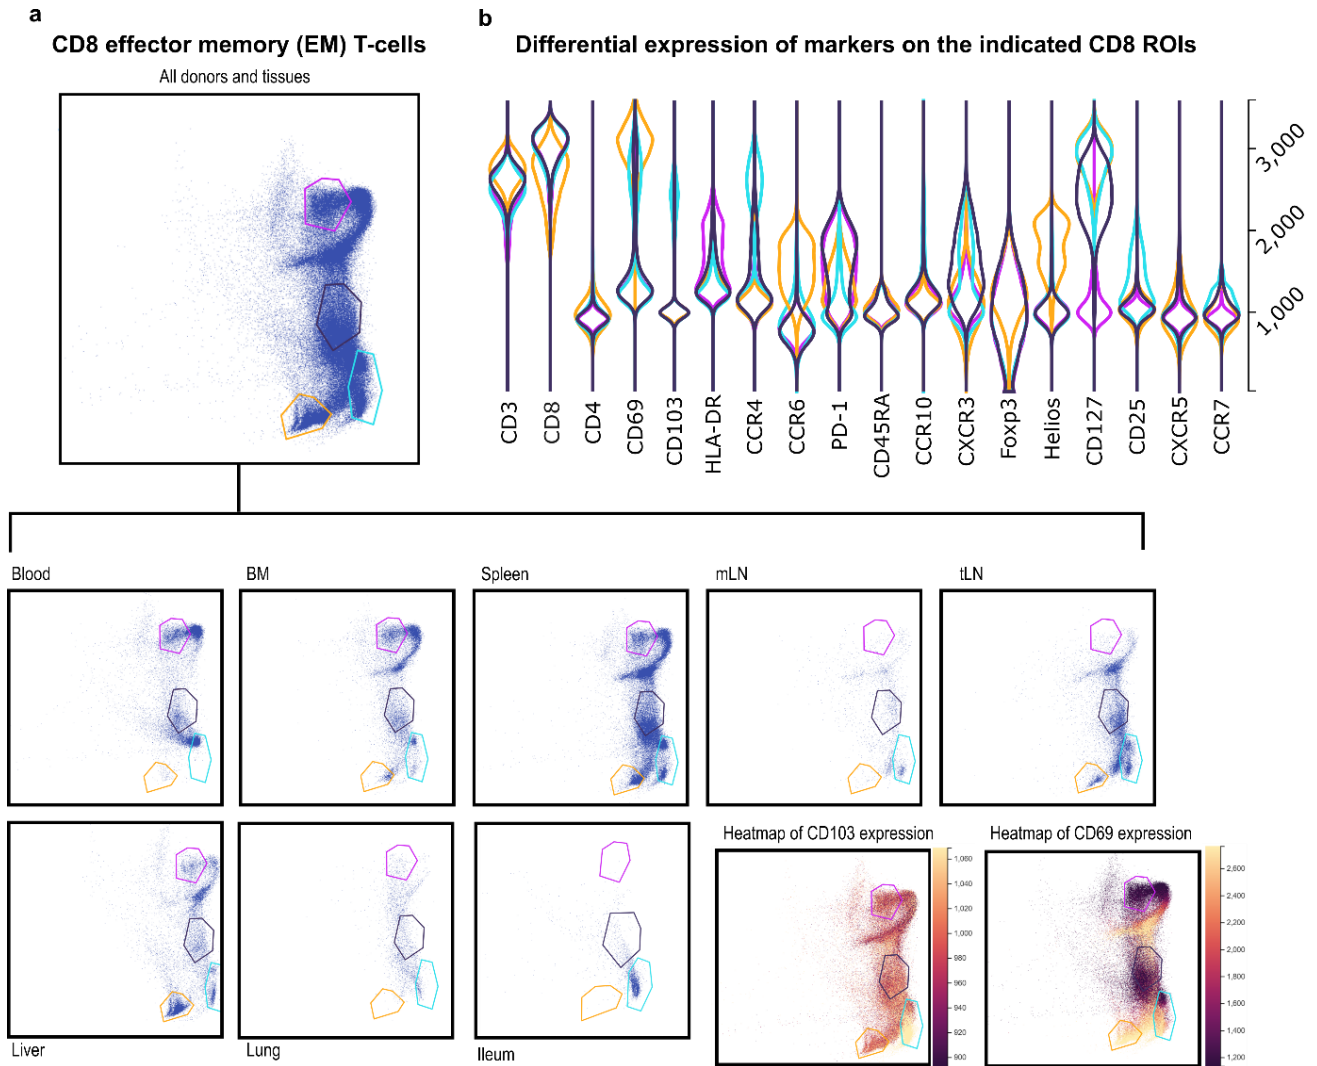 a
CD8 effector memory (EM) T-cells
All donors and tissues
b
Differential expression of markers on the indicated CD8 ROIs
3,000
2,000
1,000
CD3
CD8
CD4
CD69
CD103
HLA-DR
CCR4
CCR6
PD-1
CD45RA
CCR10
CXCR3
Foxp3
Helios
CD127
CD25
CXCR5
CCR7
Blood
BM
Spleen
mLN
tLN
Liver
Lung
Ileum
Heatmap of CD103 expression
1,060
1,040
1,020
1,000
980
960
940
920
900
Heatmap of CD69 expression
2,600
2,400
2,200
2,000
1,800
1,600
1,400
1,200